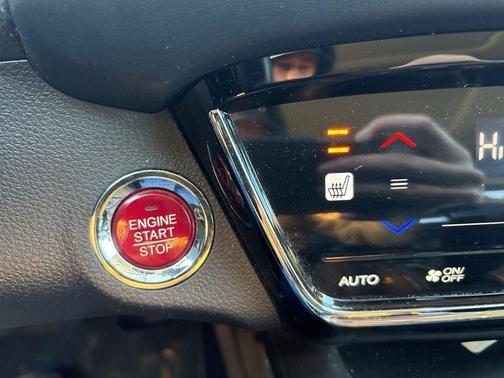 ENGINE
START
STOP
AUTO
ON/
OFF